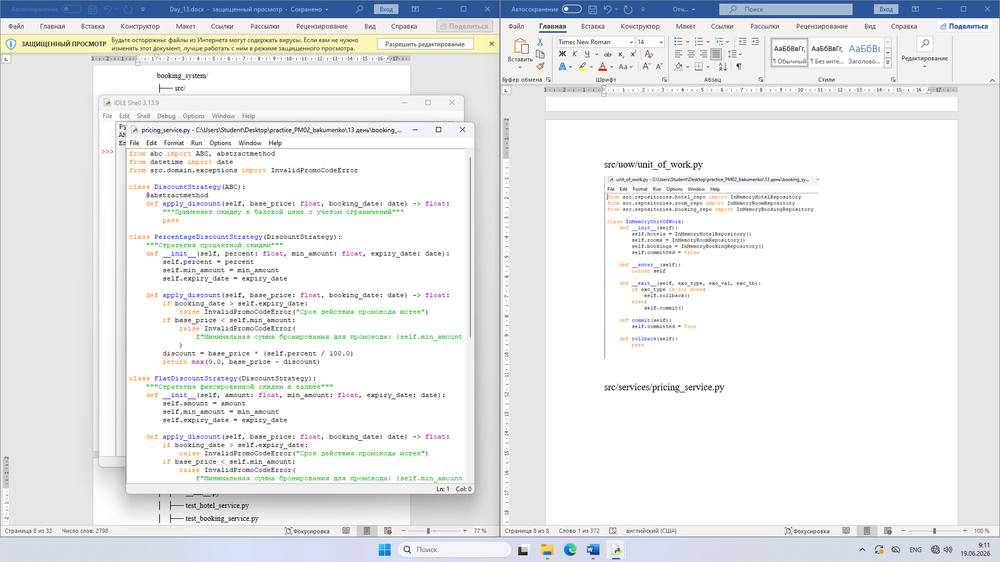 Автосохранение
Day_13.docx - защищенный просмотр - Сохранено
Вход
Файл Главная Вставка Конструктор Макет Ссылки Рассылки Рецензирование Вид Справка Поделиться
ЗАЩИЩЕННЫЙ ПРОСМОТР
Будьте осторожны: файлы из Интернета могут содержать вирусы. Если вам не нужно
изменять этот документ, лучше работать с ним в режиме защищенного просмотра.
Разрешить редактирование
booking_system/
├── src/
IDLE Shell 3.13.9
File Edit Shell Debug Options Window Help
Py
AM
En
>>>
pricing_service.py - C:\Users\Student\Desktop\practice_PM02_bakumenko\13 день\booking_...
File Edit Format Run Options Window Help
from abc import ABC, abstractmethod
from datetime import date
from src.domain.exceptions import InvalidPromoCodeError
class DiscountStrategy(ABC):
@abstractmethod
def apply_discount(self, base_price: float, booking_date: date) -> float:
"""Применяет скидку к базовой цене с учетом ограничений"""
pass
class PercentageDiscountStrategy(DiscountStrategy):
"""Стратегия процентной скидки"""
def __init__(self, percent: float, min_amount: float, expiry_date: date):
self.percent = percent
self.min_amount = min_amount
self.expiry_date = expiry_date
def apply_discount(self, base_price: float, booking_date: date) -> float:
if booking_date > self.expiry_date:
raise InvalidPromoCodeError("Срок действия промокода истек")
if base_price < self.min_amount:
raise InvalidPromoCodeError(
f"Минимальная сумма бронирования для промокода: {self.min_amount
)
discount = base_price * (self.percent / 100.0)
return max(0.0, base_price - discount)
class FlatDiscountStrategy(DiscountStrategy):
"""Стратегия фиксированной скидки в валюте"""
def __init__(self, amount: float, min_amount: float, expiry_date: date):
self.amount = amount
self.min_amount = min_amount
self.expiry_date = expiry_date
def apply_discount(self, base_price: float, booking_date: date) -> float:
if booking_date > self.expiry_date:
raise InvalidPromoCodeError("Срок действия промокода истек")
if base_price < self.min_amount:
raise InvalidPromoCodeError(
f"Минимальная сумма бронирования для промокода: {self.min_amount
Ln: 1 Col: 0
│ ├── test_hotel_service.py
│ ├── test_booking_service.py
Страница 8 из 32 Число слов: 2798 Фокусировка 77 %
Автосохранение
Отч...
Поиск
Вход
Файл Главная Вставка Конструктор Макет Ссылки Рассылки Рецензирование Вид Справка Поделиться
Вставить
Times New Roman 14
Ж К Ч ab x₂ x²
Aa
АаБбВвГг, АаБбВвГг, АаБбВв
¶ Обычный ¶ Без инте... Заголово...
Редактирование
Буфер обмена Шрифт Абзац Стили
src/uow/unit_of_work.py
unit_of_work.py - C:\Users\Student\Desktop\practice_PM02_bakumenko\13 день\booking_sy...
File Edit Format Run Options Window Help
from src.repositories.hotel_repo import InMemoryHotelRepository
from src.repositories.room_repo import InMemoryRoomRepository
from src.repositories.booking_repo import InMemoryBookingRepository
class InMemoryUnitOfWork:
def __init__(self):
self.hotels = InMemoryHotelRepository()
self.rooms = InMemoryRoomRepository()
self.bookings = InMemoryBookingRepository()
self.committed = False
def __enter__(self):
return self
def __exit__(self, exc_type, exc_val, exc_tb):
if exc_type is not None:
self.rollback()
else:
self.commit()
def commit(self):
self.committed = True
def rollback(self):
pass
src/services/pricing_service.py
Страница 8 из 8 Слово 1 из 372 английский (США) Фокусировка 100 %
Поиск
ENG
9:11
19.06.2026